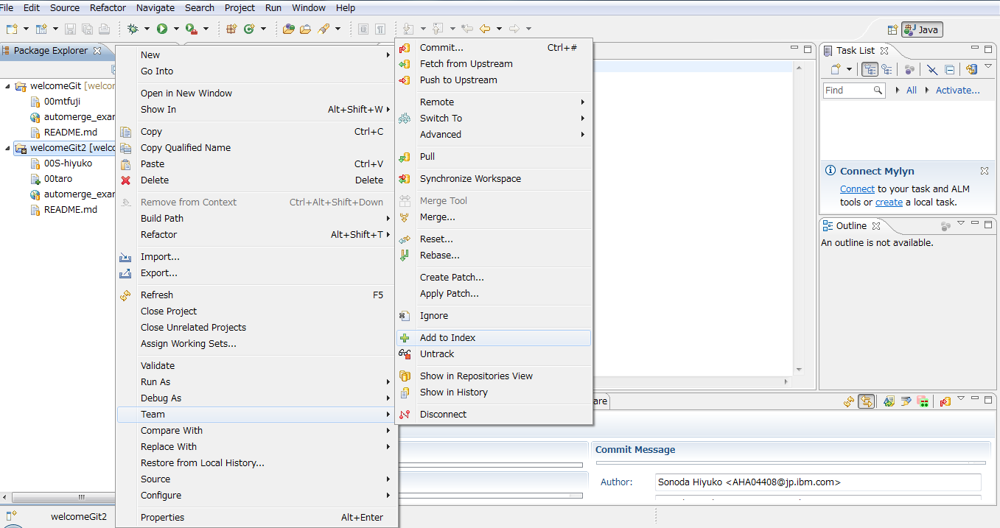 File Edit Source Refactor Navigate Search Project Run Window Help
Java
Package Explorer
welcomeGit [welcor
00mtfuji
automerge_exar
README.md
welcomeGit2 [welco
00S-hiyuko
00taro
automerge_exar
README.md
New
Go Into
Open in New Window
Show In Alt+Shift+W
Copy Ctrl+C
Copy Qualified Name
Paste Ctrl+V
Delete Delete
Remove from Context Ctrl+Alt+Shift+Down
Build Path
Refactor Alt+Shift+T
Import...
Export...
Refresh F5
Close Project
Close Unrelated Projects
Assign Working Sets...
Validate
Run As
Debug As
Team
Compare With
Replace With
Restore from Local History...
Source
Configure
Properties Alt+Enter
Commit... Ctrl+#
Fetch from Upstream
Push to Upstream
Remote
Switch To
Advanced
Pull
Synchronize Workspace
Merge Tool
Merge...
Reset...
Rebase...
Create Patch...
Apply Patch...
Ignore
Add to Index
Untrack
Show in Repositories View
Show in History
Disconnect
Task List
Find All Activate...
Connect Mylyn
Connect to your task and ALM
tools or create a local task.
Outline
An outline is not available.
are
Commit Message
Author: Sonoda Hiyuko <AHA04408@jp.ibm.com>
welcomeGit2